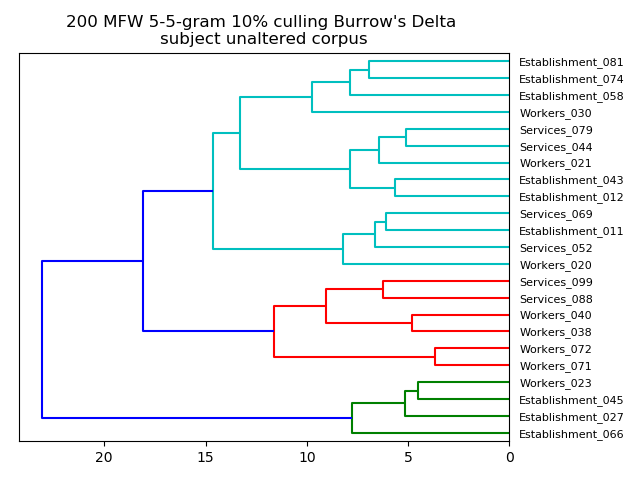 200 MFW 5-5-gram 10% culling Burrow's Delta
subject unaltered corpus
Establishment_081
Establishment_074
Establishment_058
Workers_030
Services_079
Services_044
Workers_021
Establishment_043
Establishment_012
Services_069
Establishment_011
Services_052
Workers_020
Services_099
Services_088
Workers_040
Workers_038
Workers_072
Workers_071
Workers_023
Establishment_045
Establishment_027
Establishment_066
20 15 10 5 0